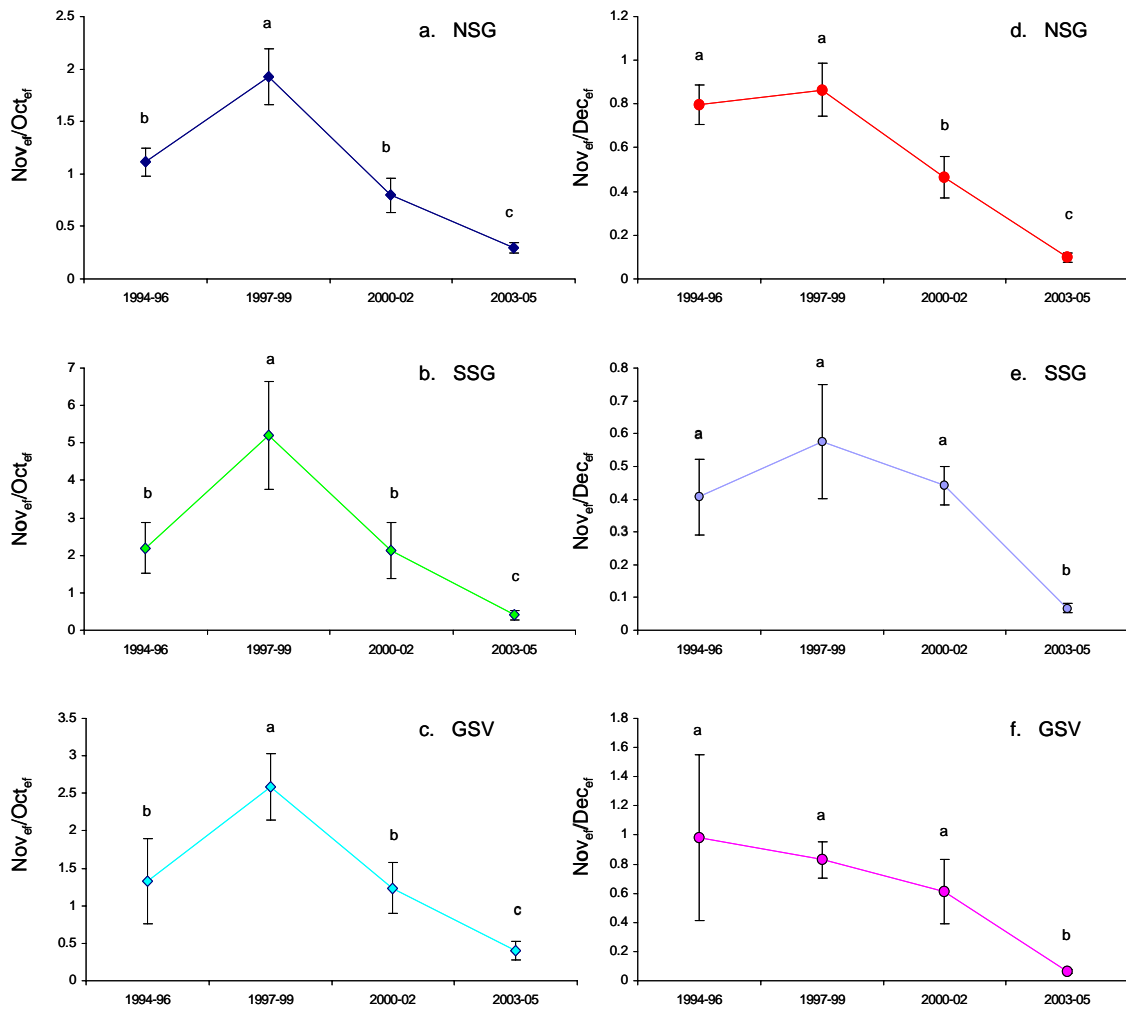 a. NSG
Nov_ef/Oct_ef
2.5
2
1.5
1
0.5
0
b
a
b
c
1994-96 1997-99 2000-02 2003-05
d. NSG
Nov_ef/Dec_ef
1.2
1
0.8
0.6
0.4
0.2
0
a
a
b
c
1994-96 1997-99 2000-02 2003-05
b. SSG
Nov_ef/Oct_ef
7
6
5
4
3
2
1
0
b
a
b
c
1994-96 1997-99 2000-02 2003-05
e. SSG
Nov_ef/Dec_ef
0.8
0.7
0.6
0.5
0.4
0.3
0.2
0.1
0
a
a
a
b
1994-96 1997-99 2000-02 2003-05
c. GSV
Nov_ef/Oct_ef
3.5
3
2.5
2
1.5
1
0.5
0
b
a
b
c
1994-96 1997-99 2000-02 2003-05
f. GSV
Nov_ef/Dec_ef
1.8
1.6
1.4
1.2
1
0.8
0.6
0.4
0.2
0
a
a
a
b
1994-96 1997-99 2000-02 2003-05